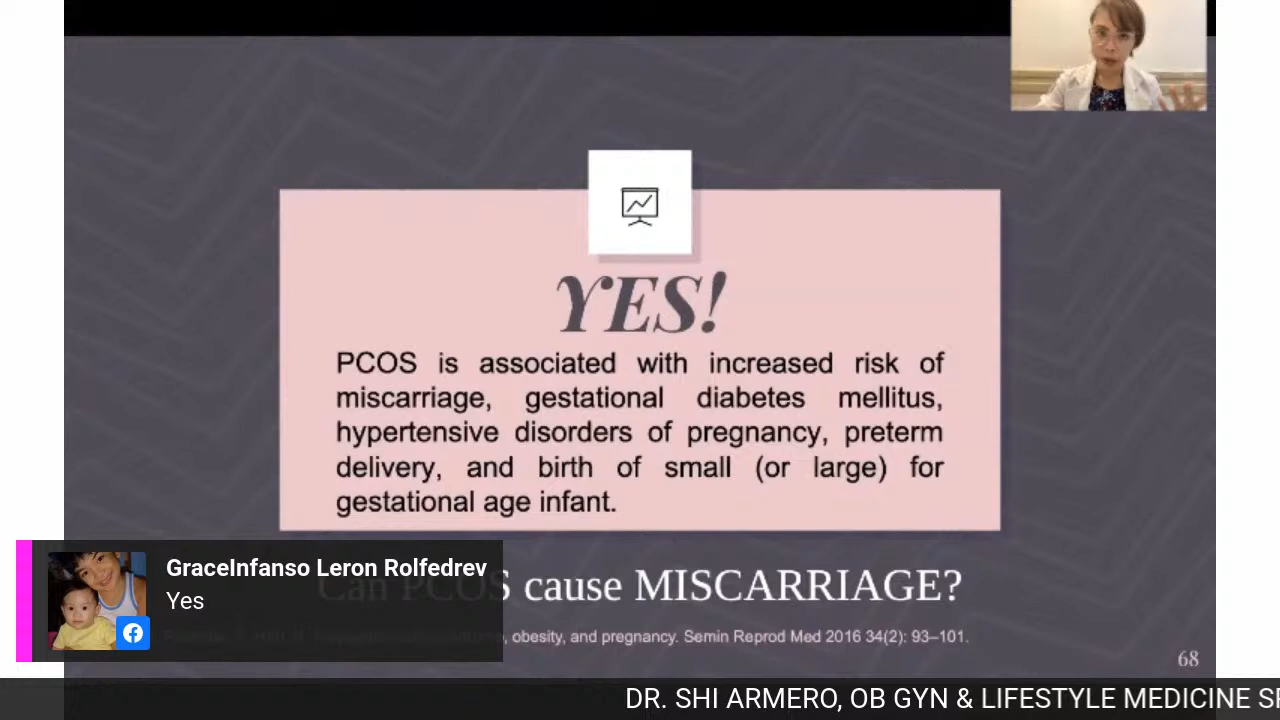 YES!
PCOS is associated with increased risk of
miscarriage, gestational diabetes mellitus,
hypertensive disorders of pregnancy, preterm
delivery, and birth of small (or large) for
gestational age infant.
GraceInfanso Leron Rolfedrev
Yes
Can PCOS cause MISCARRIAGE?
, obesity, and pregnancy. Semin Reprod Med 2016 34(2): 93–101.
68
DR. SHI ARMERO, OB GYN & LIFESTYLE MEDICINE